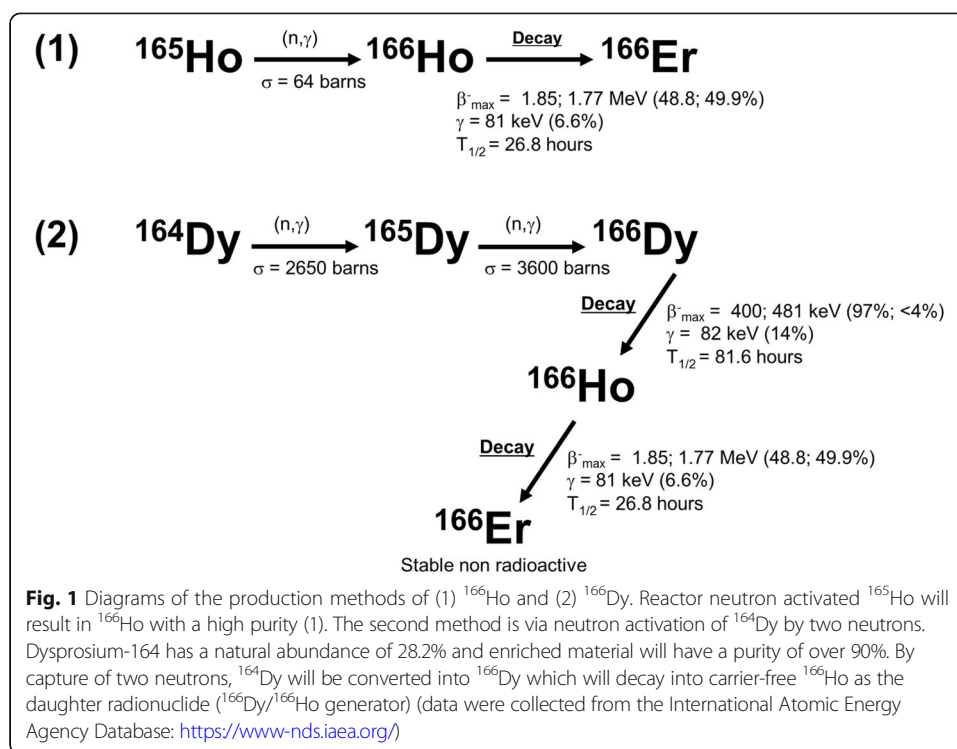 (1) ¹⁶⁵Ho (n,γ) ¹⁶⁶Ho Decay ¹⁶⁶Er
σ = 64 barns
β⁻max = 1.85; 1.77 MeV (48.8; 49.9%)
γ = 81 keV (6.6%)
T1/2 = 26.8 hours
(2) ¹⁶⁴Dy (n,γ) ¹⁶⁵Dy (n,γ) ¹⁶⁶Dy
σ = 2650 barns σ = 3600 barns
Decay
β⁻max = 400; 481 keV (97%; <4%)
γ = 82 keV (14%)
T1/2 = 81.6 hours
¹⁶⁶Ho
Decay
β⁻max = 1.85; 1.77 MeV (48.8; 49.9%)
γ = 81 keV (6.6%)
T1/2 = 26.8 hours
¹⁶⁶Er
Stable non radioactive
Fig. 1 Diagrams of the production methods of (1) ¹⁶⁶Ho and (2) ¹⁶⁶Dy. Reactor neutron activated ¹⁶⁵Ho will
result in ¹⁶⁶Ho with a high purity (1). The second method is via neutron activation of ¹⁶⁴Dy by two neutrons.
Dysprosium-164 has a natural abundance of 28.2% and enriched material will have a purity of over 90%. By
capture of two neutrons, ¹⁶⁴Dy will be converted into ¹⁶⁶Dy which will decay into carrier-free ¹⁶⁶Ho as the
daughter radionuclide (¹⁶⁶Dy/¹⁶⁶Ho generator) (data were collected from the International Atomic Energy
Agency Database: https://www-nds.iaea.org/)